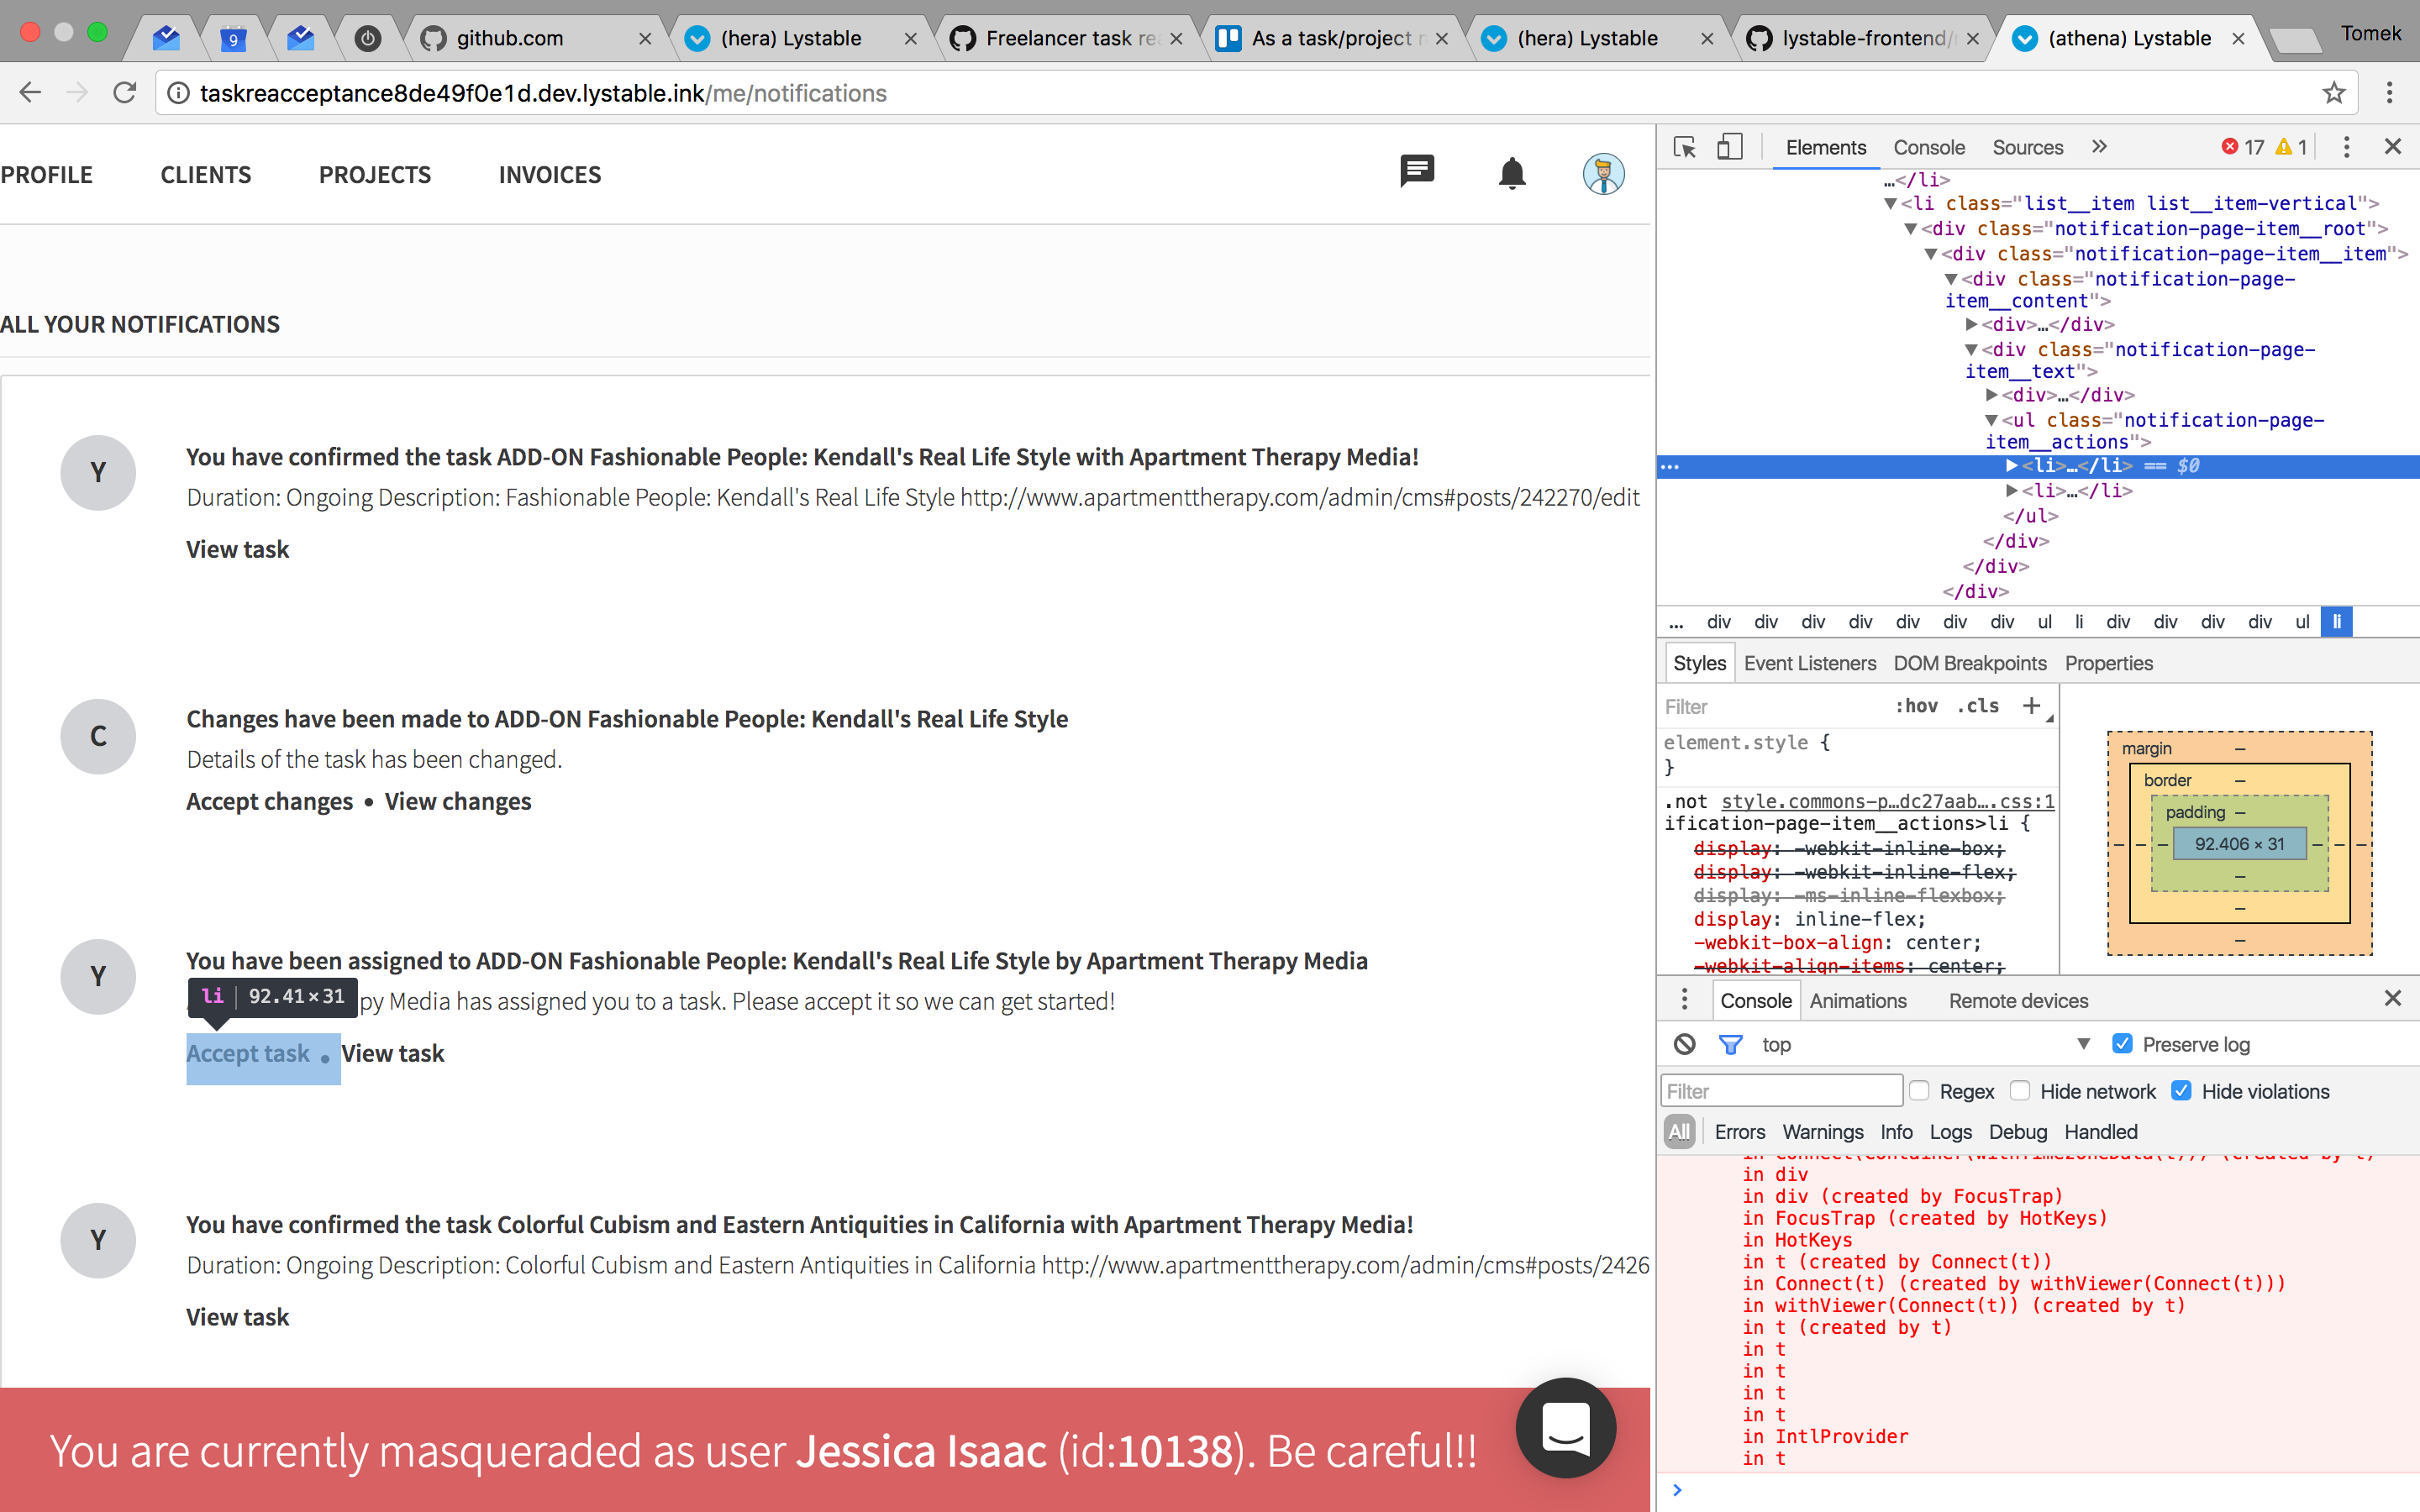 9
github.com
(hera) Lystable
Freelancer task re
As a task/project
(hera) Lystable
lystable-frontend/
(athena) Lystable
Tomek
taskreacceptance8de49f0e1d.dev.lystable.ink/me/notifications
PROFILE CLIENTS PROJECTS INVOICES
ALL YOUR NOTIFICATIONS
Y
You have confirmed the task ADD-ON Fashionable People: Kendall's Real Life Style with Apartment Therapy Media!
Duration: Ongoing Description: Fashionable People: Kendall's Real Life Style http://www.apartmenttherapy.com/admin/cms#posts/242270/edit
View task
C
Changes have been made to ADD-ON Fashionable People: Kendall's Real Life Style
Details of the task has been changed.
Accept changes • View changes
Y
You have been assigned to ADD-ON Fashionable People: Kendall's Real Life Style by Apartment Therapy Media
li | 92.41×31
py Media has assigned you to a task. Please accept it so we can get started!
Accept task • View task
Y
You have confirmed the task Colorful Cubism and Eastern Antiquities in California with Apartment Therapy Media!
Duration: Ongoing Description: Colorful Cubism and Eastern Antiquities in California http://www.apartmenttherapy.com/admin/cms#posts/2426
View task
You are currently masqueraded as user Jessica Isaac (id:10138). Be careful!!
Elements Console Sources » 17 1
…</li>
▼<li class="list__item list__item-vertical">
▼<div class="notification-page-item__root">
▼<div class="notification-page-item__item">
▼<div class="notification-page-
item__content">
▶<div>…</div>
▼<div class="notification-page-
item__text">
▶<div>…</div>
▼<ul class="notification-page-
item__actions">
… ▶<li>…</li> == $0
▶<li>…</li>
</ul>
</div>
</div>
</div>
... div div div div div div div ul li div div div div ul li
Styles Event Listeners DOM Breakpoints Properties
Filter :hov .cls +
element.style {
}
.not style.commons-p…dc27aab….css:1
ification-page-item__actions>li {
display: -webkit-inline-box;
display: -webkit-inline-flex;
display: -ms-inline-flexbox;
display: inline-flex;
-webkit-box-align: center;
-webkit-align-items: center;
margin –
border –
padding –
– – – 92.406 × 31 – – –
–
–
–
Console Animations Remote devices
top ▼ Preserve log
Filter Regex Hide network Hide violations
All Errors Warnings Info Logs Debug Handled
in Connect(Container(withTimezoneData(t))) (created by t)
in div
in div (created by FocusTrap)
in FocusTrap (created by HotKeys)
in HotKeys
in t (created by Connect(t))
in Connect(t) (created by withViewer(Connect(t)))
in withViewer(Connect(t)) (created by t)
in t (created by t)
in t
in t
in t
in t
in IntlProvider
in t
>